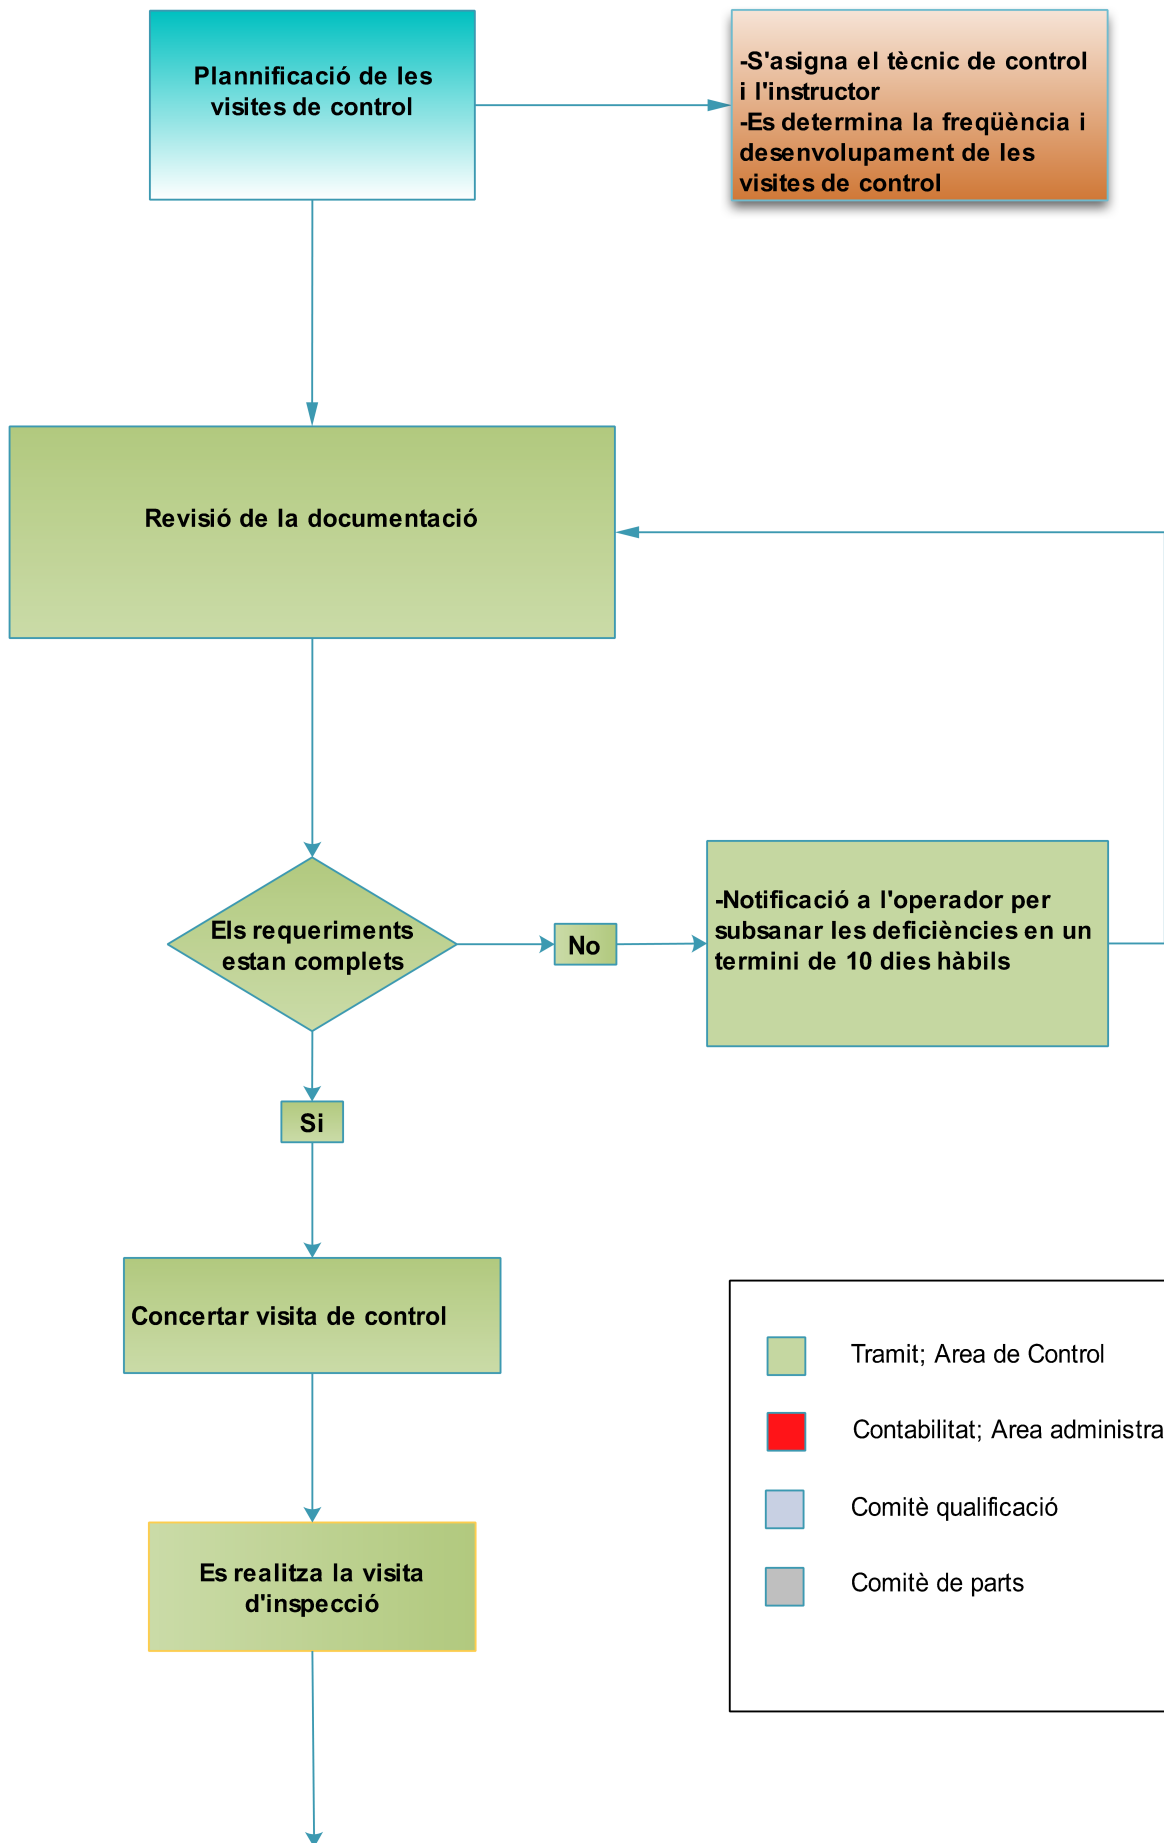 Plannificació de les
visites de control
-S'asigna el tècnic de control
i l'instructor
-Es determina la freqüència i
desenvolupament de les
visites de control
Revisió de la documentació
Els requeriments
estan complets
No
-Notificació a l'operador per
subsanar les deficiències en un
termini de 10 dies hàbils
Si
Concertar visita de control
Tramit; Area de Control
Contabilitat; Area administra
Comitè qualificació
Comitè de parts
Es realitza la visita
d'inspecció